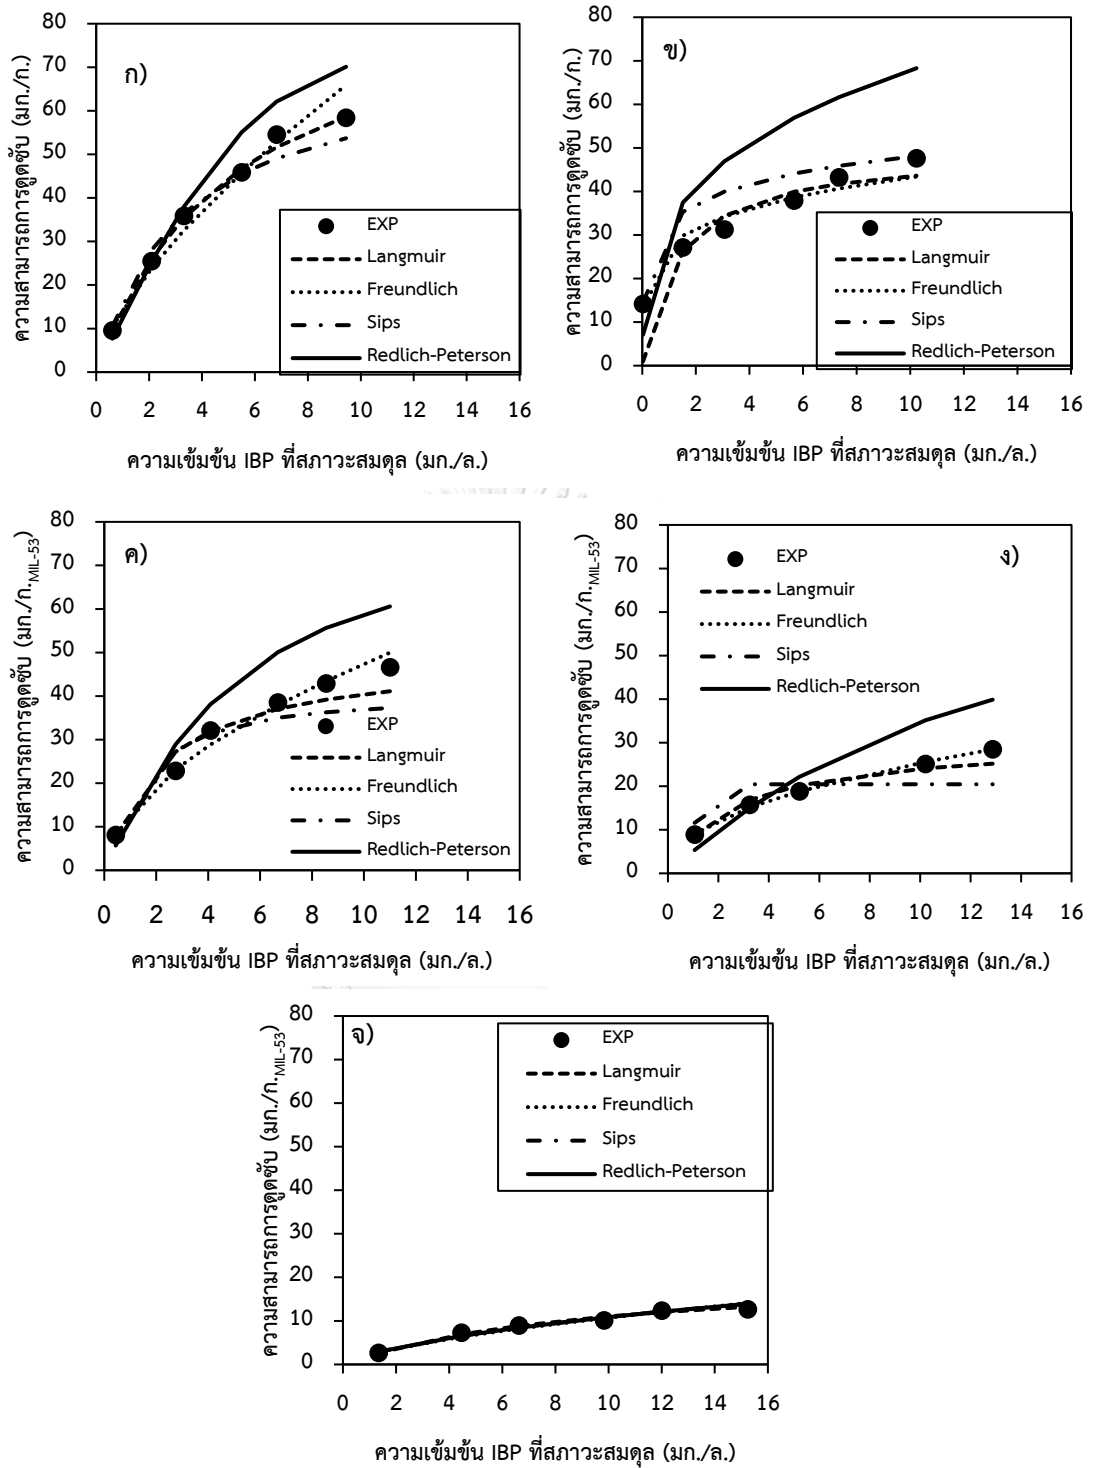 ก)
ความสามารถการดูดซับ (มก./ก.)
80
70
60
50
40
30
20
10
0
EXP
Langmuir
Freundlich
Sips
Redlich-Peterson
0 2 4 6 8 10 12 14 16
ความเข้มข้น IBP ที่สภาวะสมดุล (มก./ล.)
ข)
ความสามารถการดูดซับ (มก./ก.)
80
70
60
50
40
30
20
10
0
EXP
Langmuir
Freundlich
Sips
Redlich-Peterson
0 2 4 6 8 10 12 14 16
ความเข้มข้น IBP ที่สภาวะสมดุล (มก./ล.)
ค)
ความสามารถการดูดซับ (มก./ก.MIL-53)
80
70
60
50
40
30
20
10
0
EXP
Langmuir
Freundlich
Sips
Redlich-Peterson
0 2 4 6 8 10 12 14 16
ความเข้มข้น IBP ที่สภาวะสมดุล (มก./ล.)
ง)
ความสามารถการดูดซับ (มก./ก.MIL-53)
80
70
60
50
40
30
20
10
0
EXP
Langmuir
Freundlich
Sips
Redlich-Peterson
0 2 4 6 8 10 12 14 16
ความเข้มข้น IBP ที่สภาวะสมดุล (มก./ล.)
จ)
ความสามารถการดูดซับ (มก./ก.MIL-53)
80
70
60
50
40
30
20
10
0
EXP
Langmuir
Freundlich
Sips
Redlich-Peterson
0 2 4 6 8 10 12 14 16
ความเข้มข้น IBP ที่สภาวะสมดุล (มก./ล.)